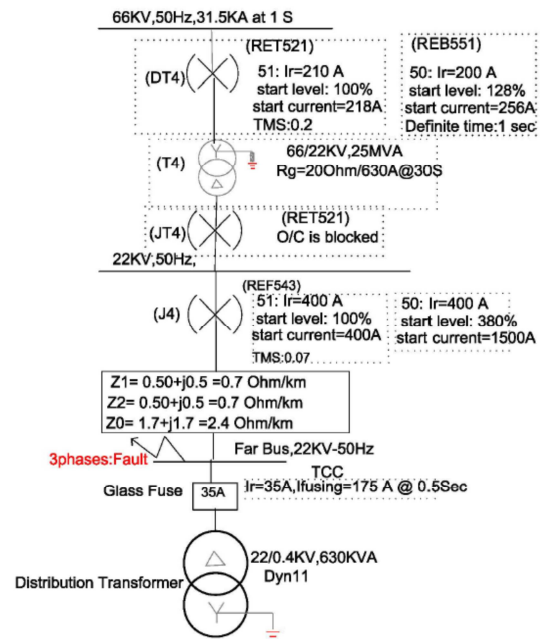 66KV,50Hz,31.5KA at 1 S
(RET521)
(REB551)
(DT4)
51: Ir=210 A
start level: 100%
start current=218A
TMS:0.2
50: Ir=200 A
start level: 128%
start current=256A
Definite time:1 sec
(T4)
66/22KV,25MVA
Rg=20Ohm/630A@30S
(JT4)
(RET521)
O/C is blocked
22KV,50Hz,
(REF543)
(J4)
51: Ir=400 A
start level: 100%
start current=400A
TMS:0.07
50: Ir=400 A
start level: 380%
start current=1500A
Z1= 0.50+j0.5 =0.7 Ohm/km
Z2= 0.50+j0.5 =0.7 Ohm/km
Z0= 1.7+j1.7 =2.4 Ohm/km
3phases:Fault
Far Bus,22KV-50Hz
TCC
Glass Fuse
35A
Ir=35A,Ifusing=175 A @ 0.5Sec
22/0.4KV,630KVA
Dyn11
Distribution Transformer